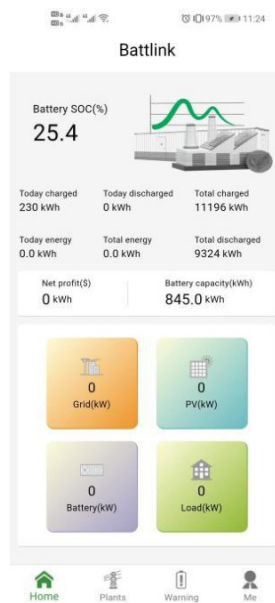 97% 11:24
Battlink
Battery SOC(%)
25.4
Today charged Today discharged Total charged
230 kWh 0 kWh 11196 kWh
Today energy Total energy Total discharged
0.0 kWh 0.0 kWh 9324 kWh
Net profit($) Battery capacity(kWh)
0 kWh 845.0 kWh
0 0
Grid(kW) PV(kW)
0 0
Battery(kW) Load(kW)
Home Plants Warning Me